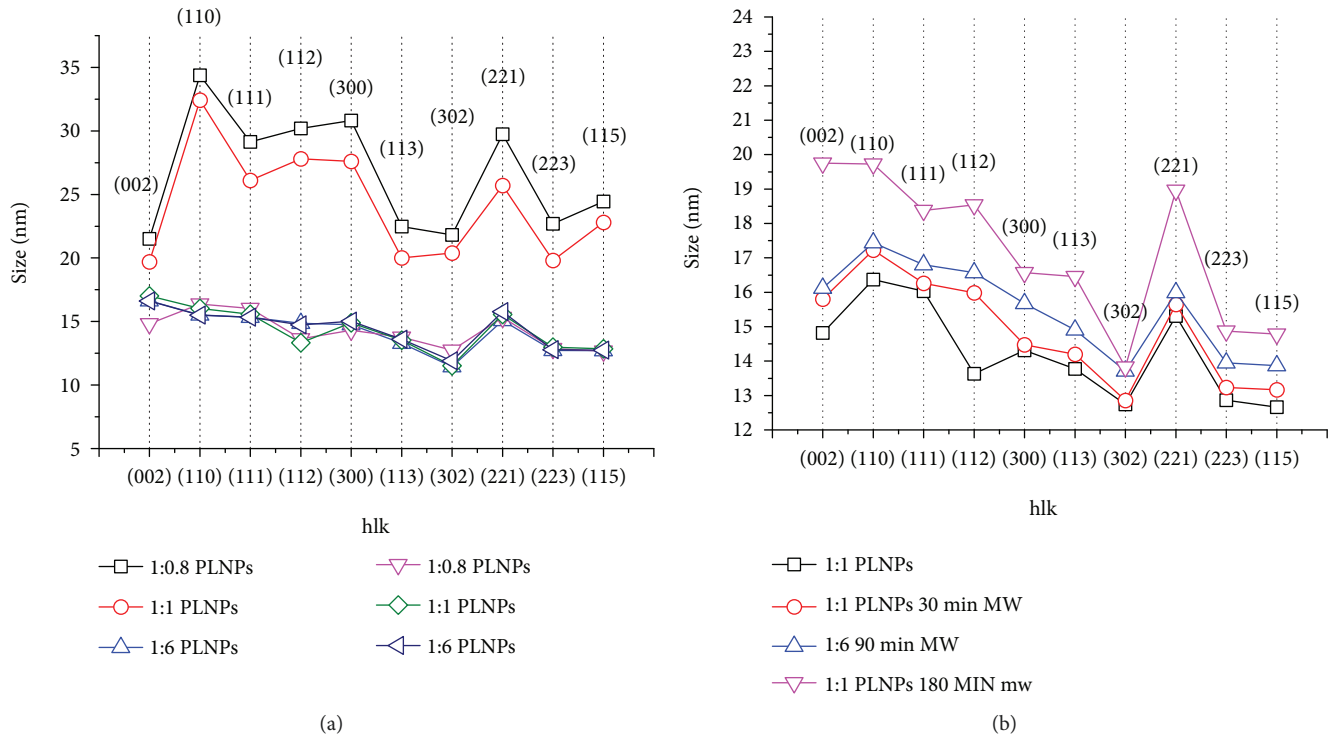 (110)
(112)
(221)
(300)
(111)
(302)
(115)
(113)
(223)
(002)
35
30
25
20
15
10
5
Size (nm)
(002) (110) (111) (112) (300) (113) (302) (221) (223) (115)
hlk
1:0.8 PLNPs
1:1 PLNPs
1:6 PLNPs
1:0.8 PLNPs
1:1 PLNPs
1:6 PLNPs
(a)
24
23
22
21
20
19
18
17
16
15
14
13
12
Size (nm)
(002)
(110)
(111)
(112)
(300)
(113)
(302)
(221)
(223)
(115)
(002) (110) (111) (112) (300) (113) (302) (221) (223) (115)
hlk
1:1 PLNPs
1:1 PLNPs 30 min MW
1:6 90 min MW
1:1 PLNPs 180 MIN mw
(b)